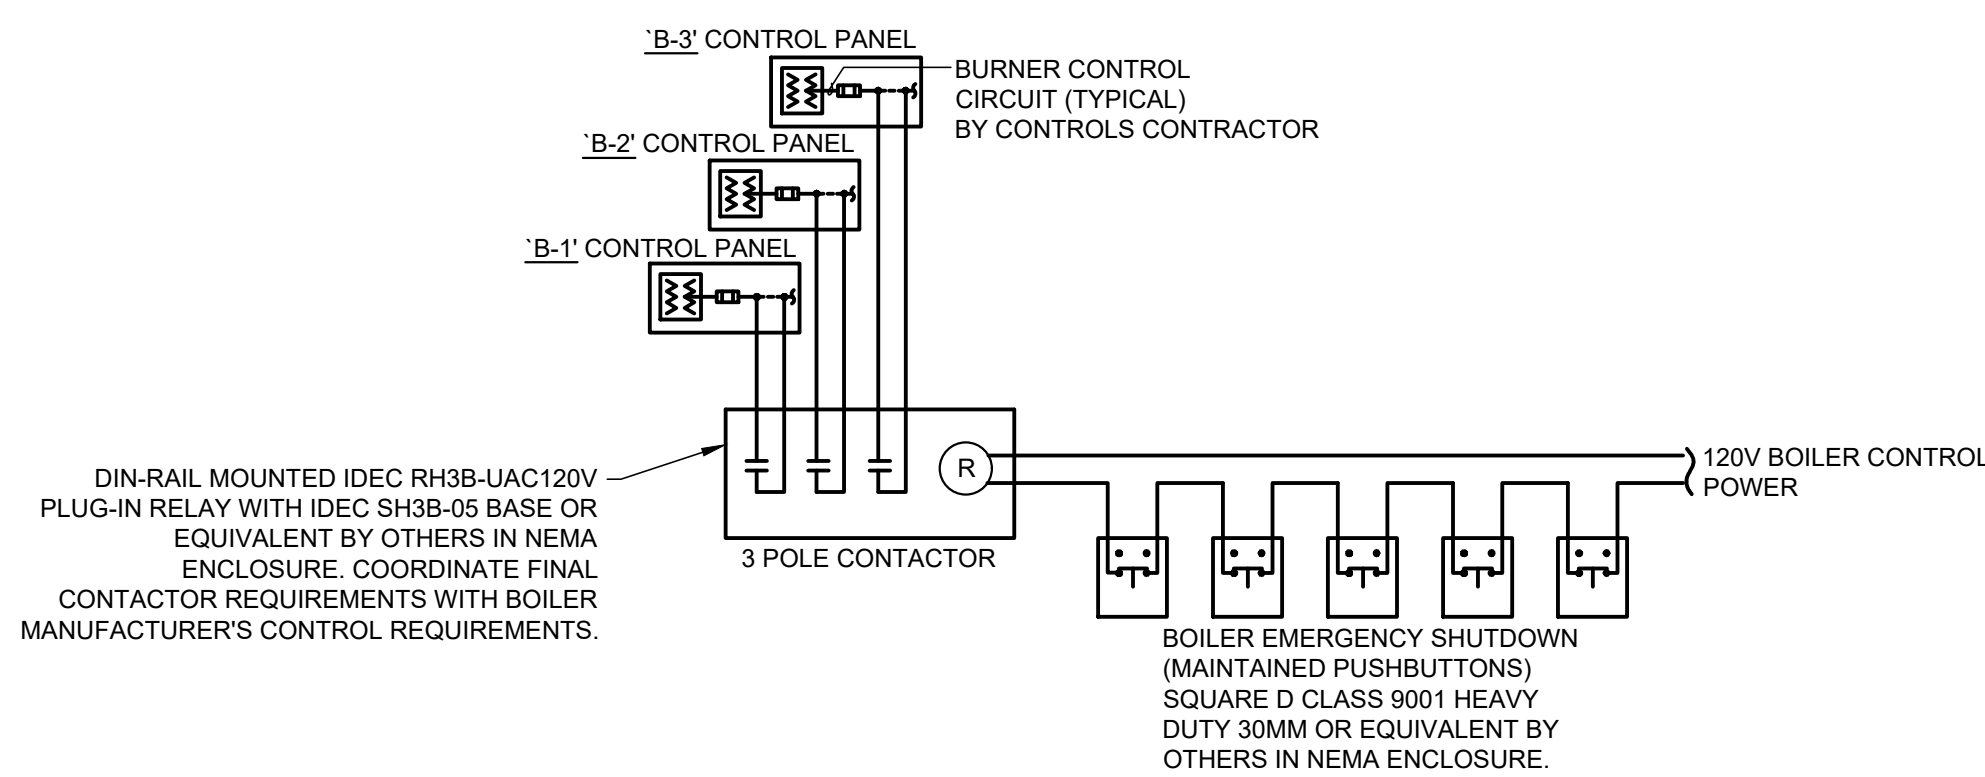 `B-3' CONTROL PANEL
BURNER CONTROL
CIRCUIT (TYPICAL)
BY CONTROLS CONTRACTOR
`B-2' CONTROL PANEL
`B-1' CONTROL PANEL
DIN-RAIL MOUNTED IDEC RH3B-UAC120V
PLUG-IN RELAY WITH IDEC SH3B-05 BASE OR
EQUIVALENT BY OTHERS IN NEMA
ENCLOSURE. COORDINATE FINAL
CONTACTOR REQUIREMENTS WITH BOILER
MANUFACTURER'S CONTROL REQUIREMENTS.
R
3 POLE CONTACTOR
120V BOILER CONTROL
POWER
BOILER EMERGENCY SHUTDOWN
(MAINTAINED PUSHBUTTONS)
SQUARE D CLASS 9001 HEAVY
DUTY 30MM OR EQUIVALENT BY
OTHERS IN NEMA ENCLOSURE.